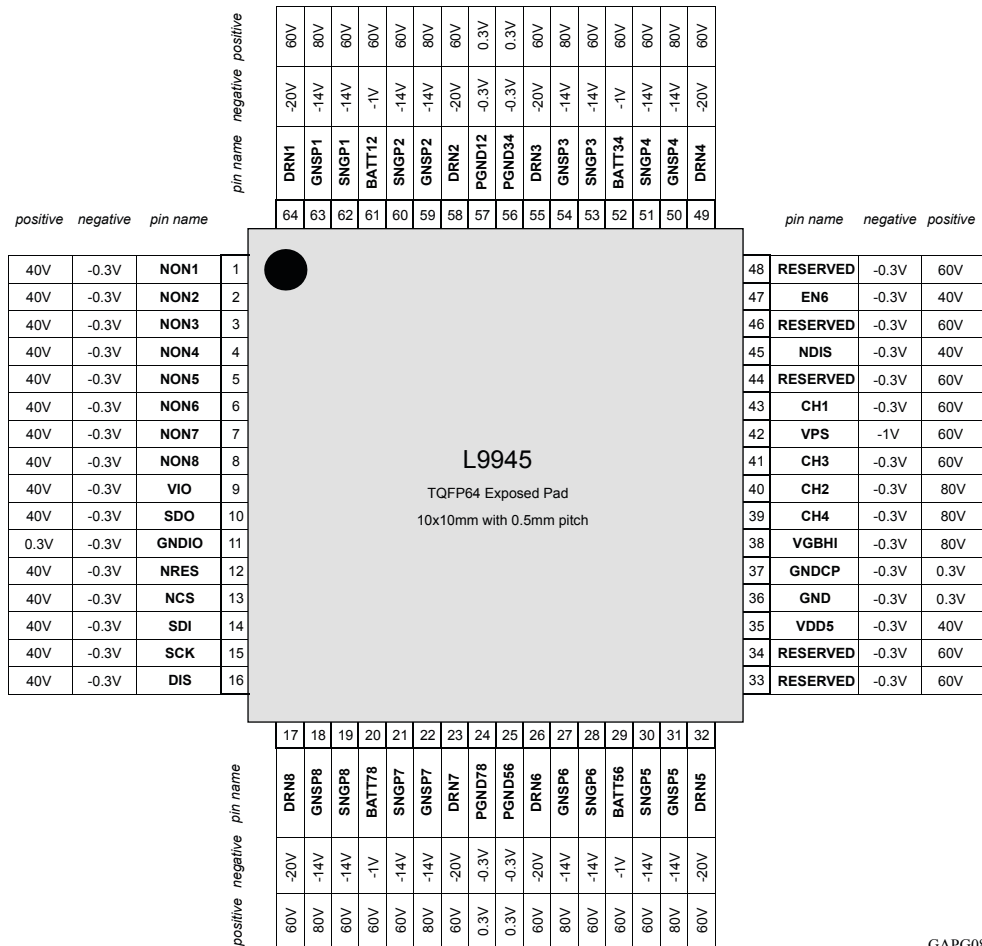 positive 60V 80V 60V 60V 60V 80V 60V 0.3V 0.3V 60V 80V 60V 60V 60V 80V 60V
negative -20V -14V -14V -1V -14V -14V -20V -0.3V -0.3V -20V -14V -14V -1V -14V -14V -20V
pin name DRN1 GNSP1 SNGP1 BATT12 SNGP2 GNSP2 DRN2 PGND12 PGND34 DRN3 GNSP3 SNGP3 BATT34 SNGP4 GNSP4 DRN4
64 63 62 61 60 59 58 57 56 55 54 53 52 51 50 49
positive negative pin name
pin name negative positive
40V -0.3V NON1 1
40V -0.3V NON2 2
40V -0.3V NON3 3
40V -0.3V NON4 4
40V -0.3V NON5 5
40V -0.3V NON6 6
40V -0.3V NON7 7
40V -0.3V NON8 8
40V -0.3V VIO 9
40V -0.3V SDO 10
0.3V -0.3V GNDIO 11
40V -0.3V NRES 12
40V -0.3V NCS 13
40V -0.3V SDI 14
40V -0.3V SCK 15
40V -0.3V DIS 16
L9945
TQFP64 Exposed Pad
10x10mm with 0.5mm pitch
48 RESERVED -0.3V 60V
47 EN6 -0.3V 40V
46 RESERVED -0.3V 60V
45 NDIS -0.3V 40V
44 RESERVED -0.3V 60V
43 CH1 -0.3V 60V
42 VPS -1V 60V
41 CH3 -0.3V 60V
40 CH2 -0.3V 80V
39 CH4 -0.3V 80V
38 VGBHI -0.3V 80V
37 GNDCP -0.3V 0.3V
36 GND -0.3V 0.3V
35 VDD5 -0.3V 40V
34 RESERVED -0.3V 60V
33 RESERVED -0.3V 60V
17 18 19 20 21 22 23 24 25 26 27 28 29 30 31 32
pin name DRN8 GNSP8 SNGP8 BATT78 SNGP7 GNSP7 DRN7 PGND78 PGND56 DRN6 GNSP6 SNGP6 BATT56 SNGP5 GNSP5 DRN5
negative -20V -14V -14V -1V -14V -14V -20V -0.3V -0.3V -20V -14V -14V -1V -14V -14V -20V
positive 60V 80V 60V 60V 60V 80V 60V 0.3V 0.3V 60V 80V 60V 60V 60V 80V 60V